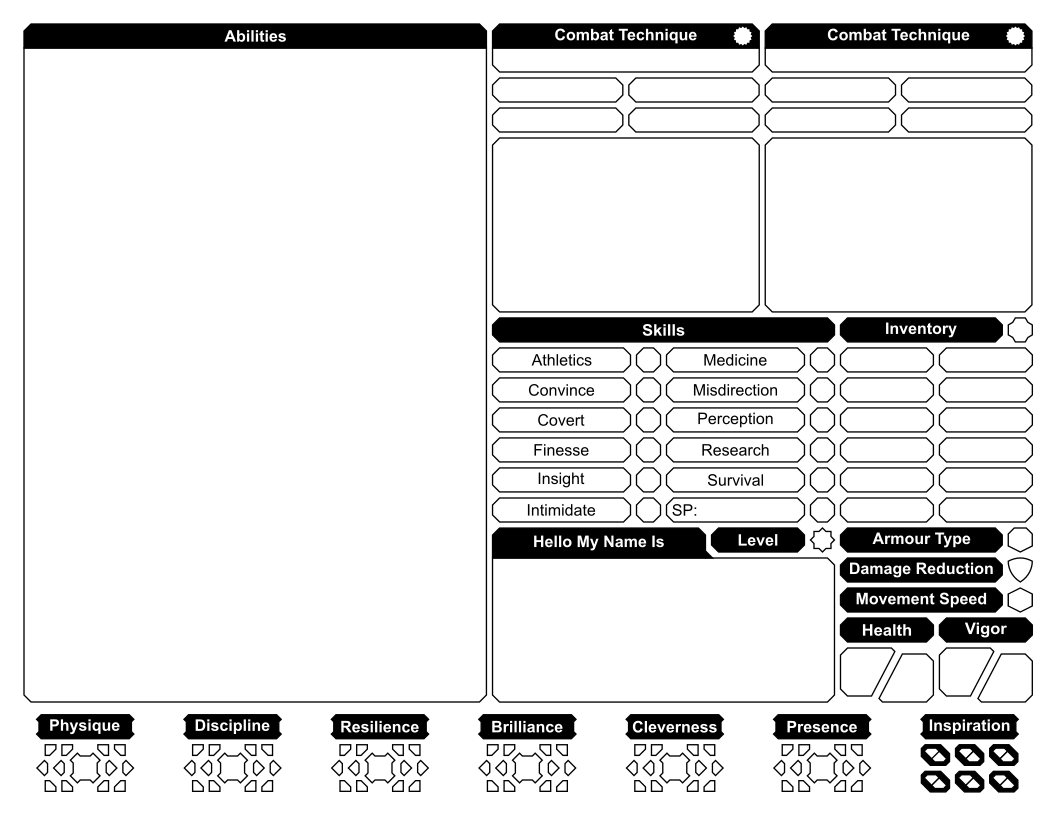 Abilities
Combat Technique
Combat Technique
Skills
Inventory
Athletics
Medicine
Convince
Misdirection
Covert
Perception
Finesse
Research
Insight
Survival
Intimidate
SP:
Hello My Name Is
Level
Armour Type
Damage Reduction
Movement Speed
Health
Vigor
Physique
Discipline
Resilience
Brilliance
Cleverness
Presence
Inspiration